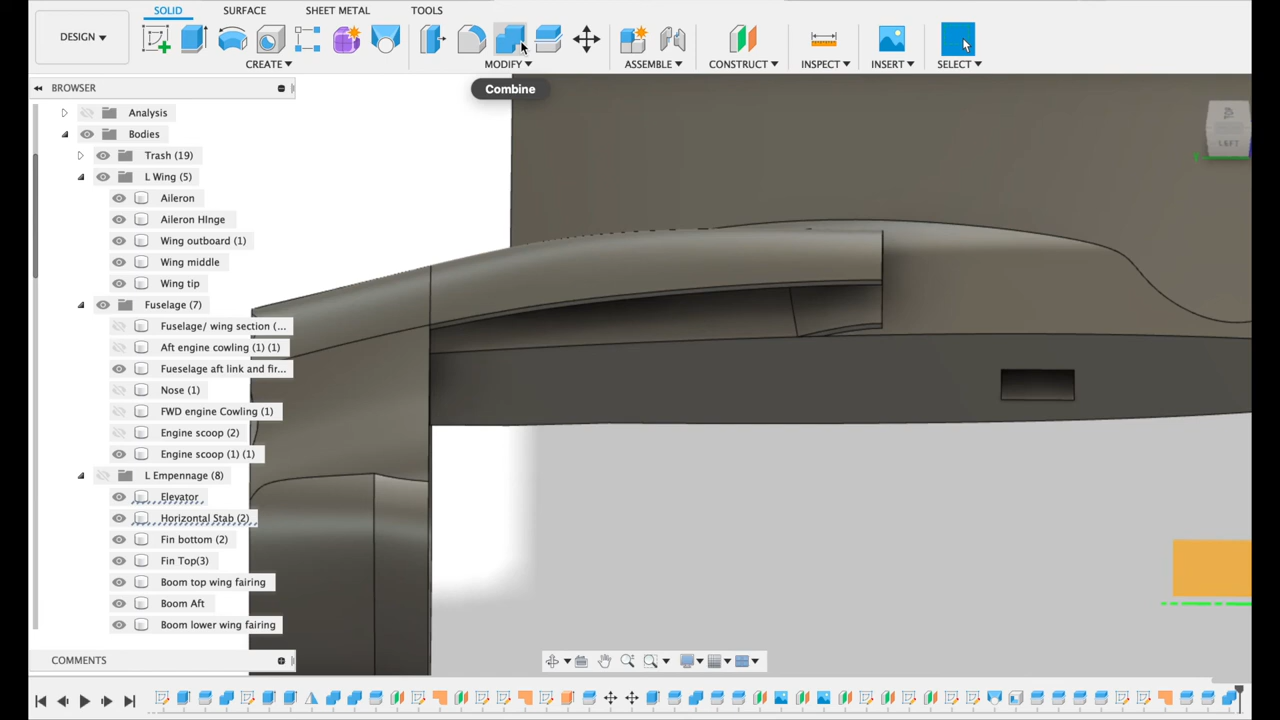 SOLID SURFACE SHEET METAL TOOLS
DESIGN
CREATE MODIFY ASSEMBLE CONSTRUCT INSPECT INSERT SELECT
BROWSER
Combine
Analysis
Bodies
Trash (19)
L Wing (5)
Aileron
Aileron HInge
Wing outboard (1)
Wing middle
Wing tip
Fuselage (7)
Fuselage/ wing section (...
Aft engine cowling (1) (1)
Fueselage aft link and fir...
Nose (1)
FWD engine Cowling (1)
Engine scoop (2)
Engine scoop (1) (1)
L Empennage (8)
Elevator
Horizontal Stab (2)
Fin bottom (2)
Fin Top(3)
Boom top wing fairing
Boom Aft
Boom lower wing fairing
COMMENTS
LEFT